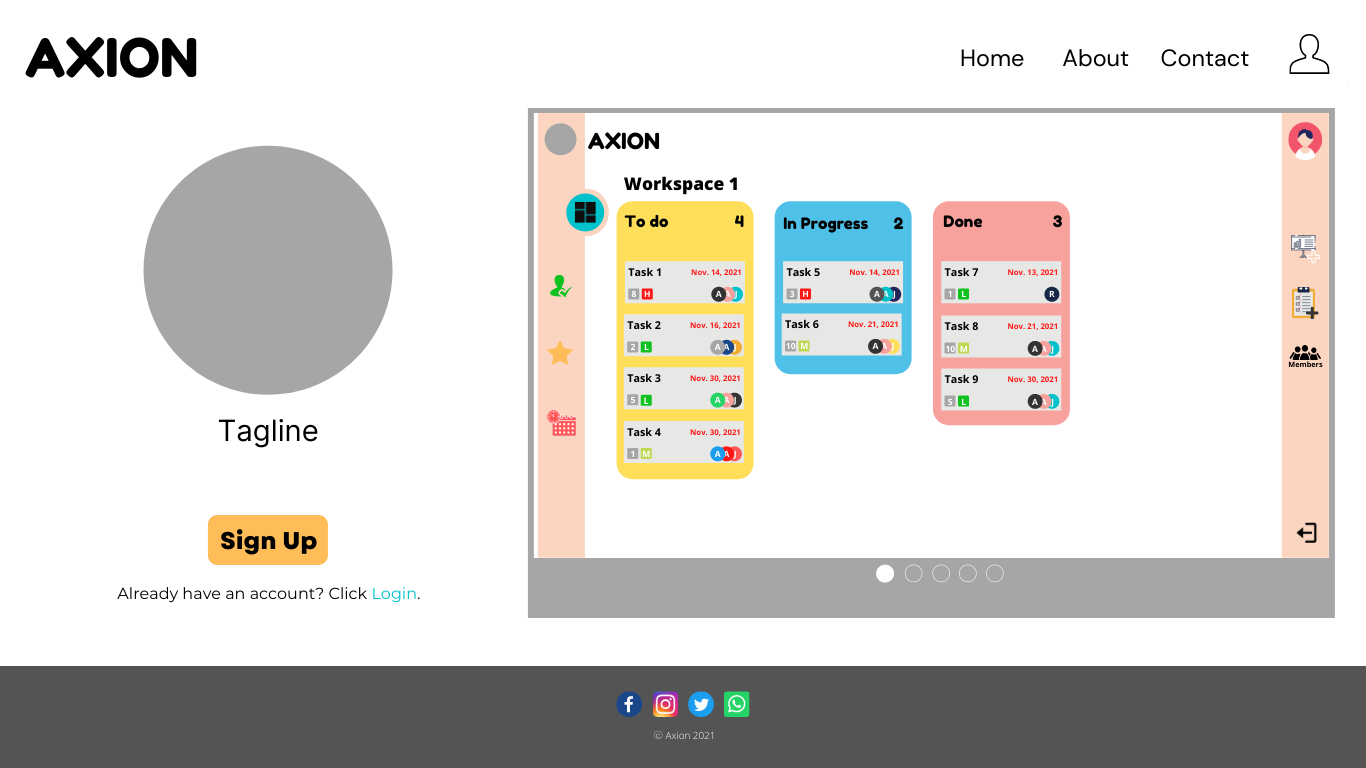 AXION
Home About Contact
AXION
Workspace 1
To do 4
Task 1 Nov. 14, 2021
8 H A A J
Task 2 Nov. 16, 2021
2 L A A J
Task 3 Nov. 30, 2021
5 L A A J
Task 4 Nov. 30, 2021
1 M A A J
In Progress 2
Task 5 Nov. 14, 2021
3 H A A J
Task 6 Nov. 21, 2021
10 M A A J
Done 3
Task 7 Nov. 13, 2021
1 L R
Task 8 Nov. 21, 2021
10 M A A J
Task 9 Nov. 30, 2021
5 L A A J
Members
Tagline
Sign Up
Already have an account? Click Login.
© Axion 2021